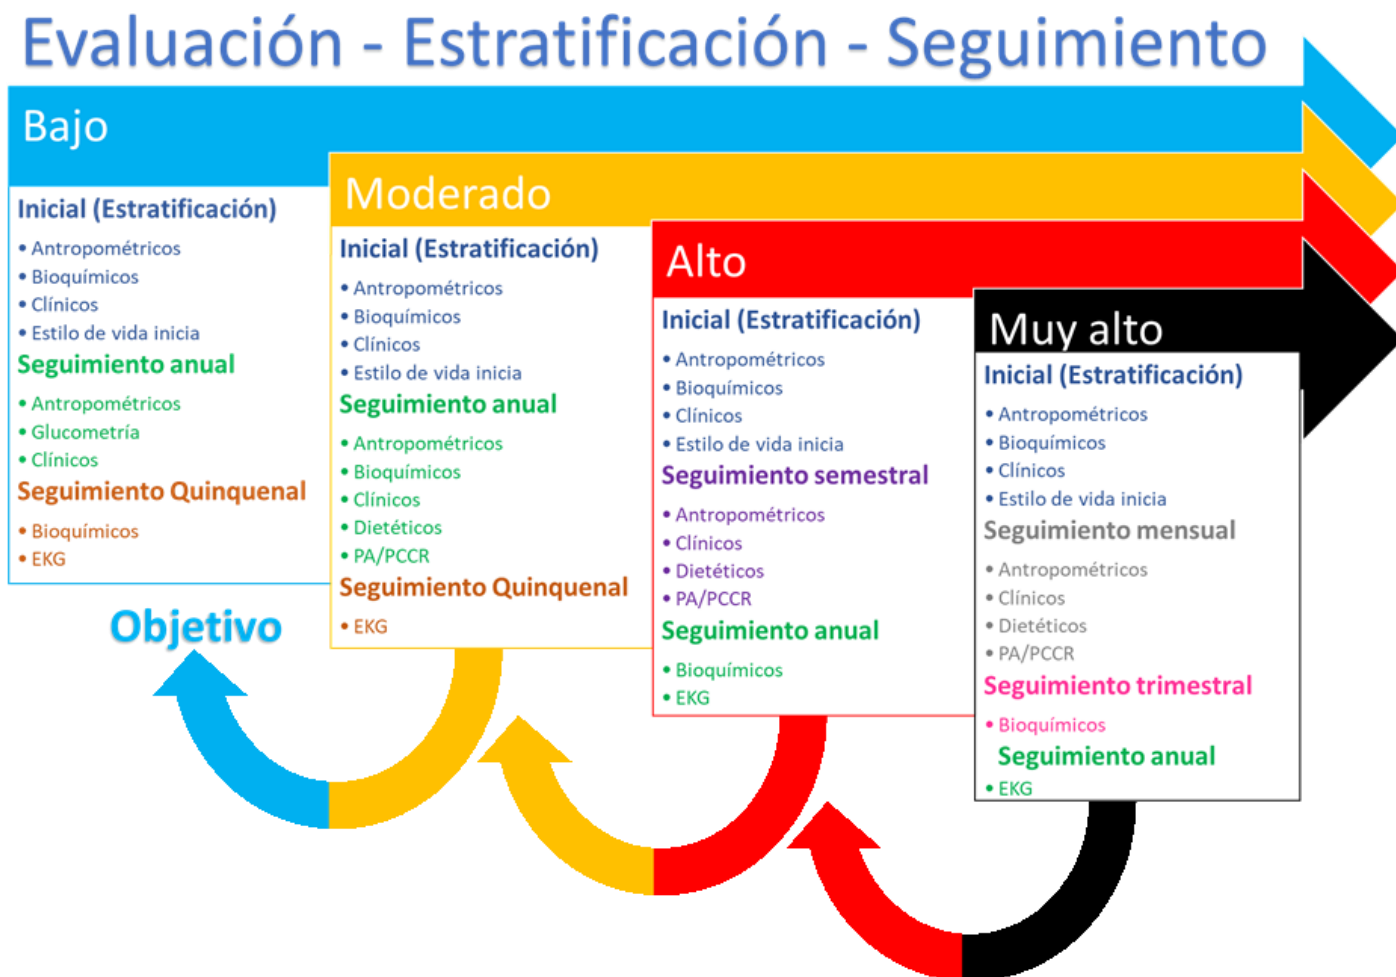 Evaluación - Estratificación - Seguimiento
Bajo
Inicial (Estratificación)
• Antropométricos
• Bioquímicos
• Clínicos
• Estilo de vida inicia
Seguimiento anual
• Antropométricos
• Glucometría
• Clínicos
Seguimiento Quinquenal
• Bioquímicos
• EKG
Moderado
Inicial (Estratificación)
• Antropométricos
• Bioquímicos
• Clínicos
• Estilo de vida inicia
Seguimiento anual
• Antropométricos
• Bioquímicos
• Clínicos
• Dietéticos
• PA/PCCR
Seguimiento Quinquenal
• EKG
Alto
Inicial (Estratificación)
• Antropométricos
• Bioquímicos
• Clínicos
• Estilo de vida inicia
Seguimiento semestral
• Antropométricos
• Clínicos
• Dietéticos
• PA/PCCR
Seguimiento anual
• Bioquímicos
• EKG
Muy alto
Inicial (Estratificación)
• Antropométricos
• Bioquímicos
• Clínicos
• Estilo de vida inicia
Seguimiento mensual
• Antropométricos
• Clínicos
• Dietéticos
• PA/PCCR
Seguimiento trimestral
• Bioquímicos
Seguimiento anual
• EKG
Objetivo